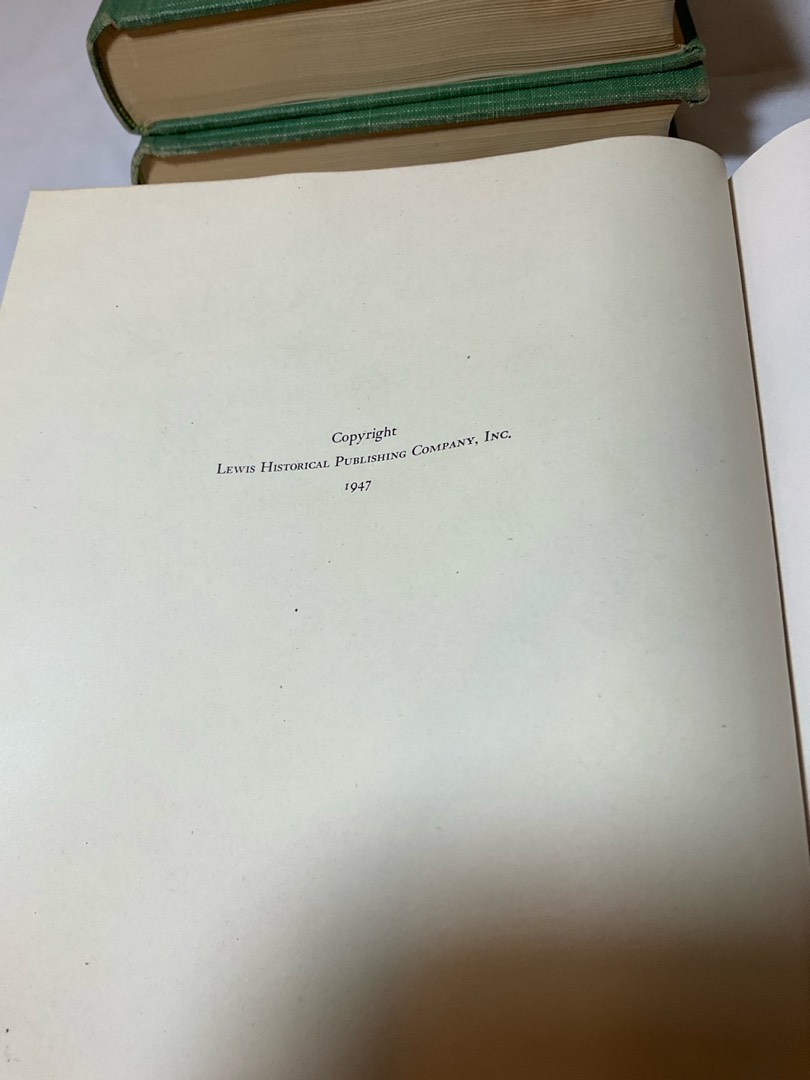 Copyright
Lewis Historical Publishing Company, Inc.
1947